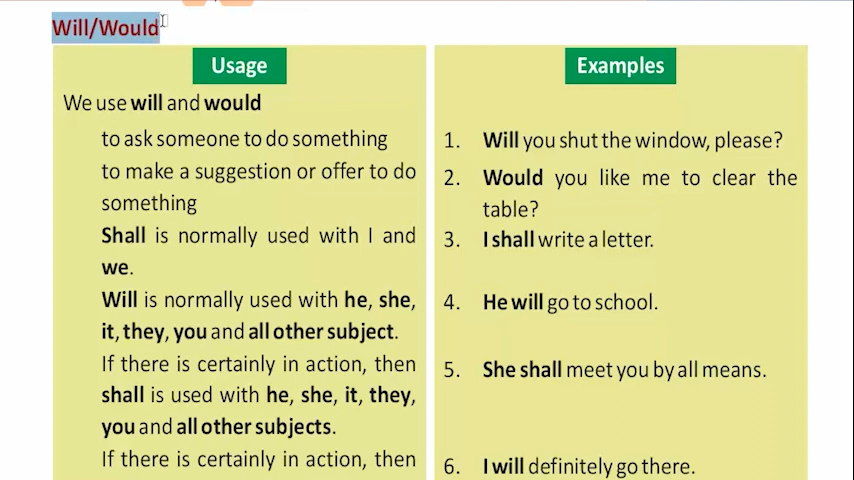 Will/Would
Usage
We use will and would
to ask someone to do something
to make a suggestion or offer to do
something
Shall is normally used with I and
we.
Will is normally used with he, she,
it, they, you and all other subject.
If there is certainly in action, then
shall is used with he, she, it, they,
you and all other subjects.
If there is certainly in action, then
Examples
1. Will you shut the window, please?
2. Would you like me to clear the
table?
3. I shall write a letter.
4. He will go to school.
5. She shall meet you by all means.
6. I will definitely go there.